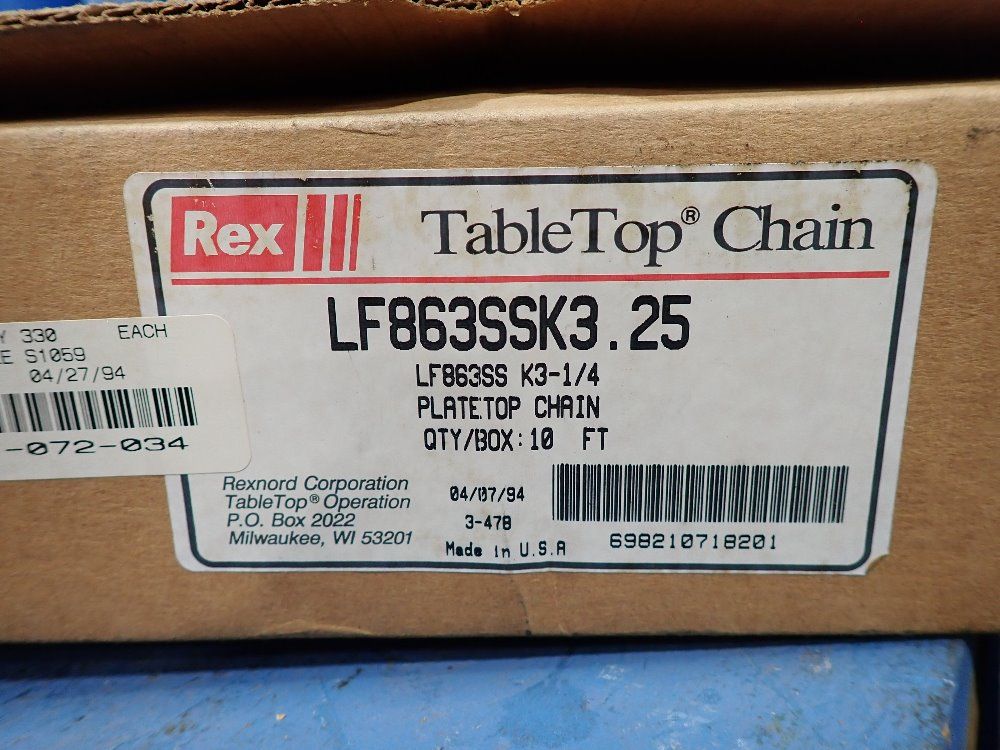 Rex
TableTop® Chain
LF863SSK3.25
LF863SS K3-1/4
PLATETOP CHAIN
QTY/BOX: 10 FT
Rexnord Corporation
TableTop® Operation
P.O. Box 2022
Milwaukee, WI 53201
04/07/94
3-478
Made in U.S.A
698210718201
330 EACH
S1059
04/27/94
-072-034